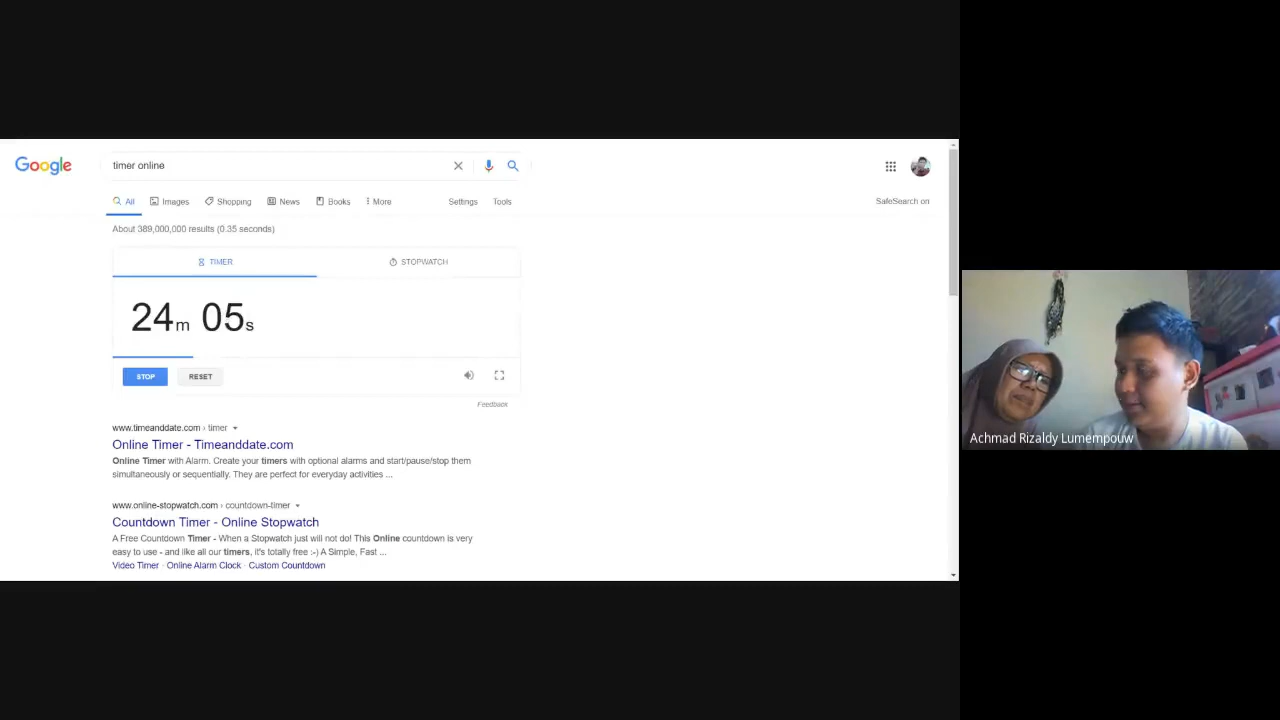 Google
timer online
All Images Shopping News Books More Settings Tools
SafeSearch on
About 389,000,000 results (0.35 seconds)
TIMER STOPWATCH
24m 05s
STOP RESET
Feedback
www.timeanddate.com › timer
Online Timer - Timeanddate.com
Online Timer with Alarm. Create your timers with optional alarms and start/pause/stop them
simultaneously or sequentially. They are perfect for everyday activities ...
www.online-stopwatch.com › countdown-timer
Countdown Timer - Online Stopwatch
A Free Countdown Timer - When a Stopwatch just will not do! This Online countdown is very
easy to use - and like all our timers, it's totally free :-) A Simple, Fast ...
Video Timer · Online Alarm Clock · Custom Countdown
Achmad Rizaldy Lumempouw